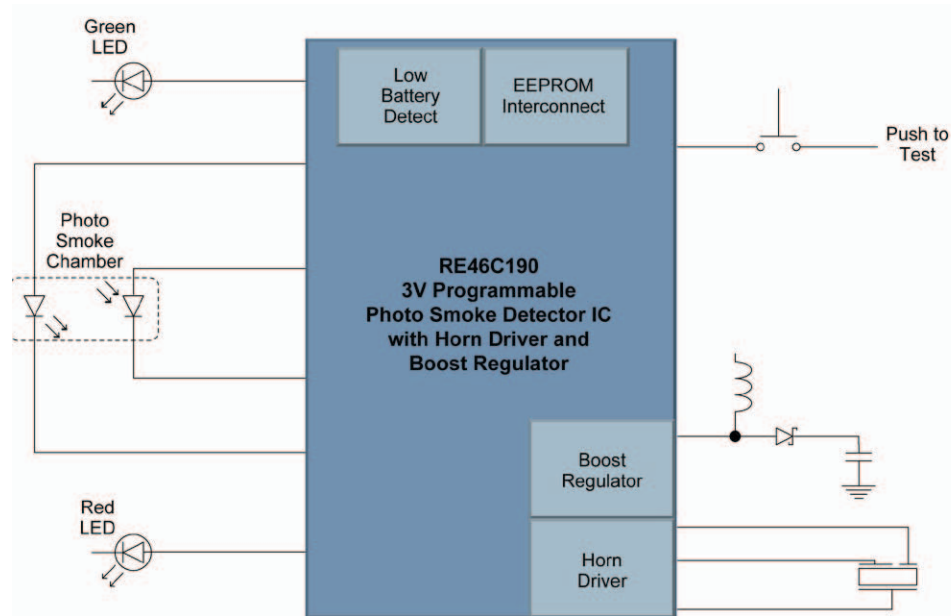 Green
LED
Low
Battery
Detect
EEPROM
Interconnect
Push to
Test
Photo
Smoke
Chamber
RE46C190
3V Programmable
Photo Smoke Detector IC
with Horn Driver and
Boost Regulator
Boost
Regulator
Red
LED
Horn
Driver